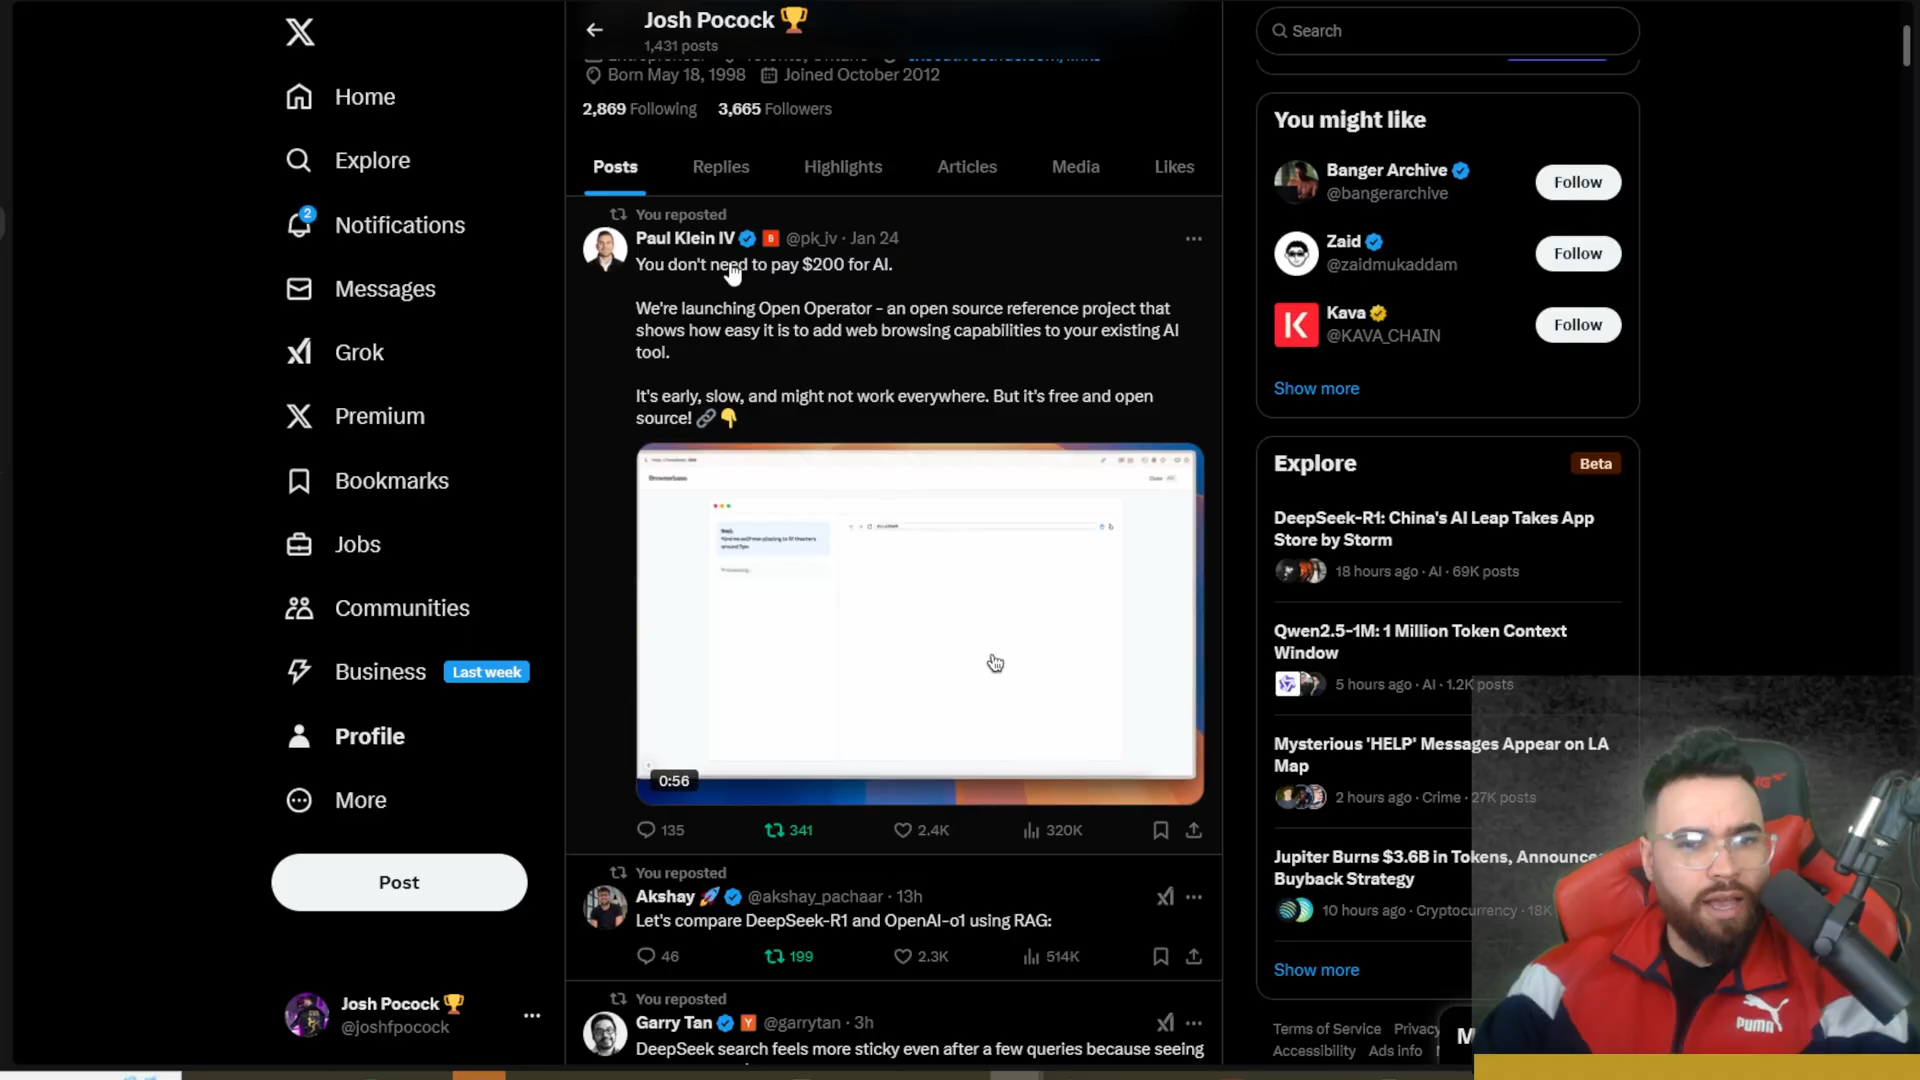 Josh Pocock 🏆
1,431 posts
Born May 18, 1998 Joined October 2012
2,869 Following 3,665 Followers
Posts Replies Highlights Articles Media Likes
Home
Explore
2
Notifications
Messages
Grok
Premium
Bookmarks
Jobs
Communities
Business Last week
Profile
More
Post
Josh Pocock 🏆
@joshfpocock
You reposted
Paul Klein IV @pk_iv · Jan 24
You don't need to pay $200 for AI.
We're launching Open Operator - an open source reference project that
shows how easy it is to add web browsing capabilities to your existing AI
tool.
It's early, slow, and might not work everywhere. But it's free and open
source! 🔗 👇
Browserbase
Processing...
0:56
135 341 2.4K 320K
You reposted
Akshay 🚀 @akshay_pachaar · 13h
Let's compare DeepSeek-R1 and OpenAI-o1 using RAG:
46 199 2.3K 514K
You reposted
Garry Tan @garrytan · 3h
DeepSeek search feels more sticky even after a few queries because seeing
Search
You might like
Banger Archive
@bangerarchive
Follow
Zaid
@zaidmukaddam
Follow
Kava
@KAVA_CHAIN
Follow
Show more
Explore Beta
DeepSeek-R1: China's AI Leap Takes App
Store by Storm
18 hours ago · AI · 69K posts
Qwen2.5-1M: 1 Million Token Context
Window
5 hours ago · AI · 1.2K posts
Mysterious 'HELP' Messages Appear on LA
Map
2 hours ago · Crime · 27K posts
Jupiter Burns $3.6B in Tokens, Announce
Buyback Strategy
10 hours ago · Cryptocurrency · 18K
Show more
Terms of Service Privacy
Accessibility Ads info
M
PUMA